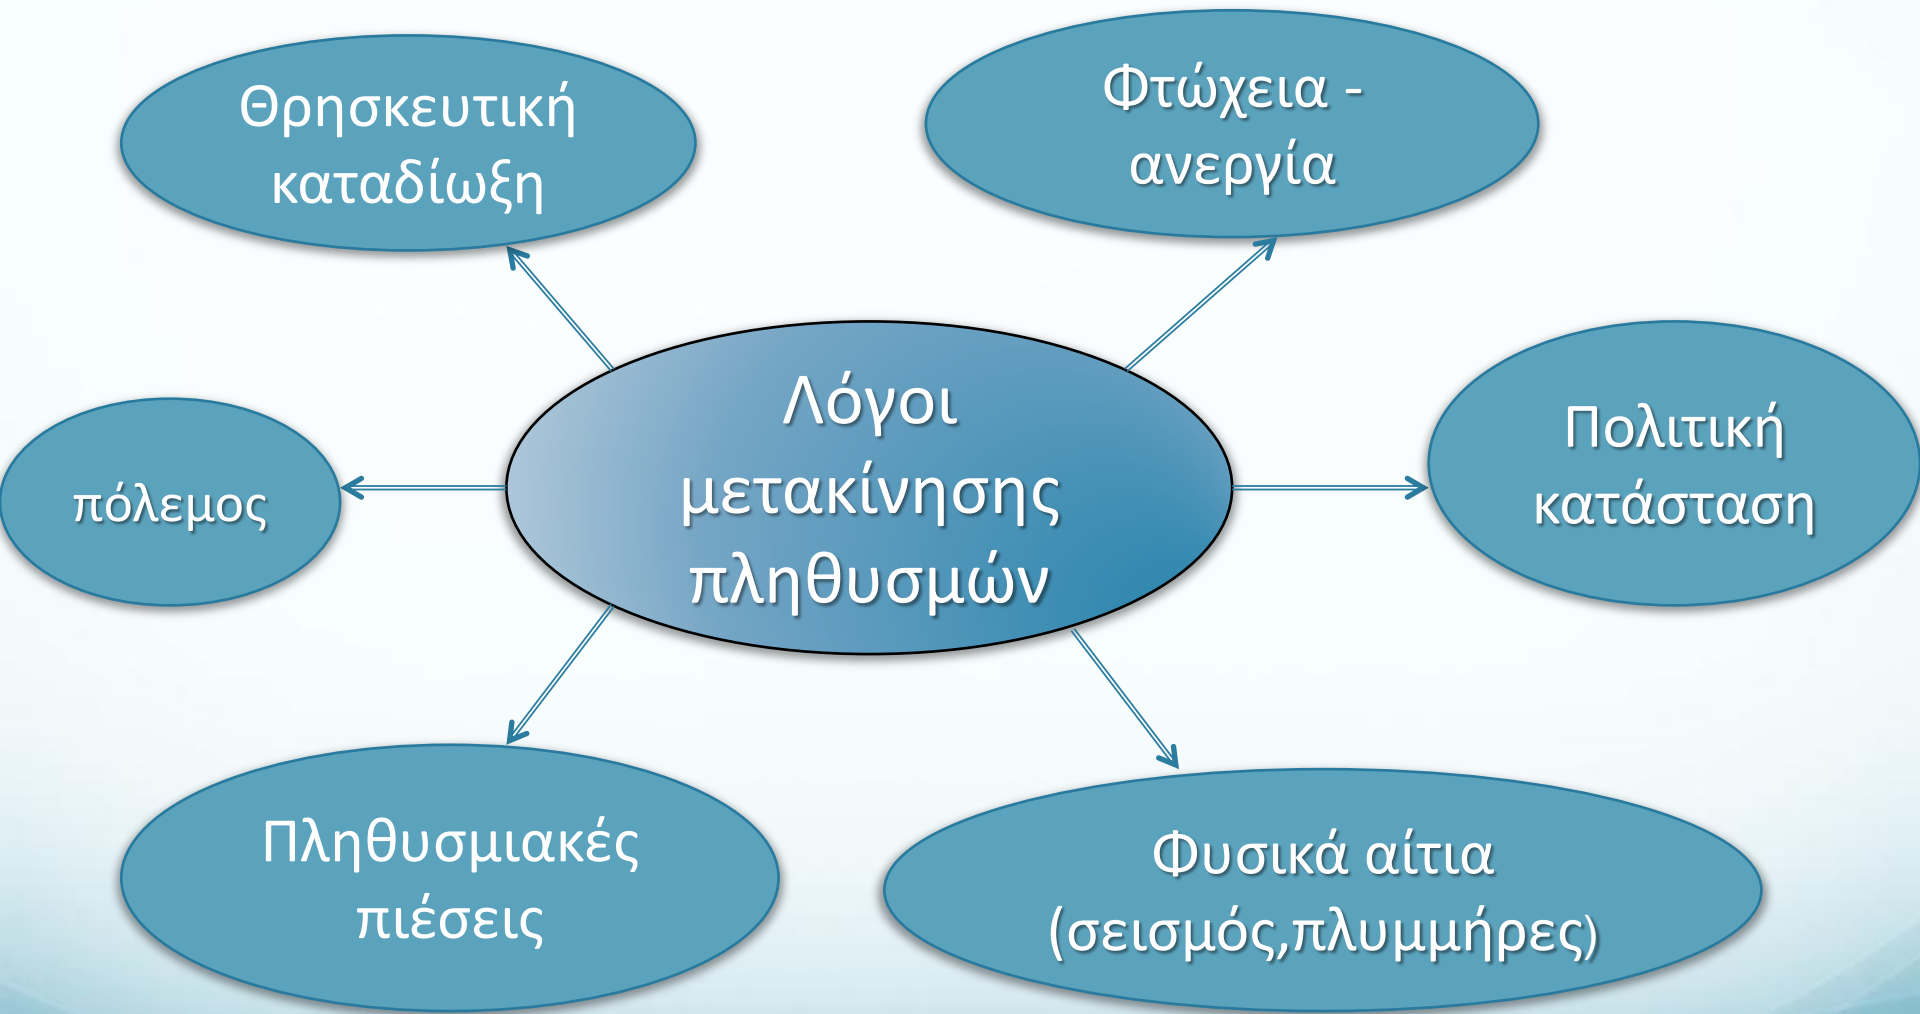 Θρησκευτική
καταδίωξη
Φτώχεια -
ανεργία
Λόγοι
μετακίνησης
πληθυσμών
Πολιτική
κατάσταση
πόλεμος
Πληθυσμιακές
πιέσεις
Φυσικά αίτια
(σεισμός,πλυμμήρες)